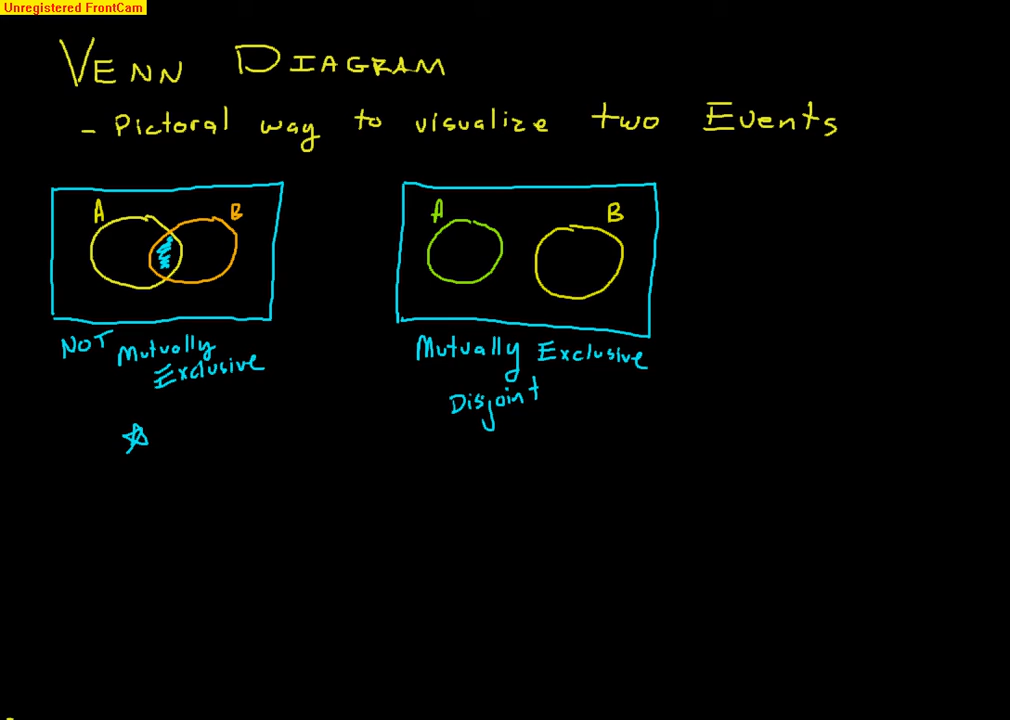 Unregistered FrontCam
VENN DIAGRAM
- Pictoral way to visualize two Events
A B
A B
NOT Mutually
Exclusive
Mutually Exclusive
Disjoint